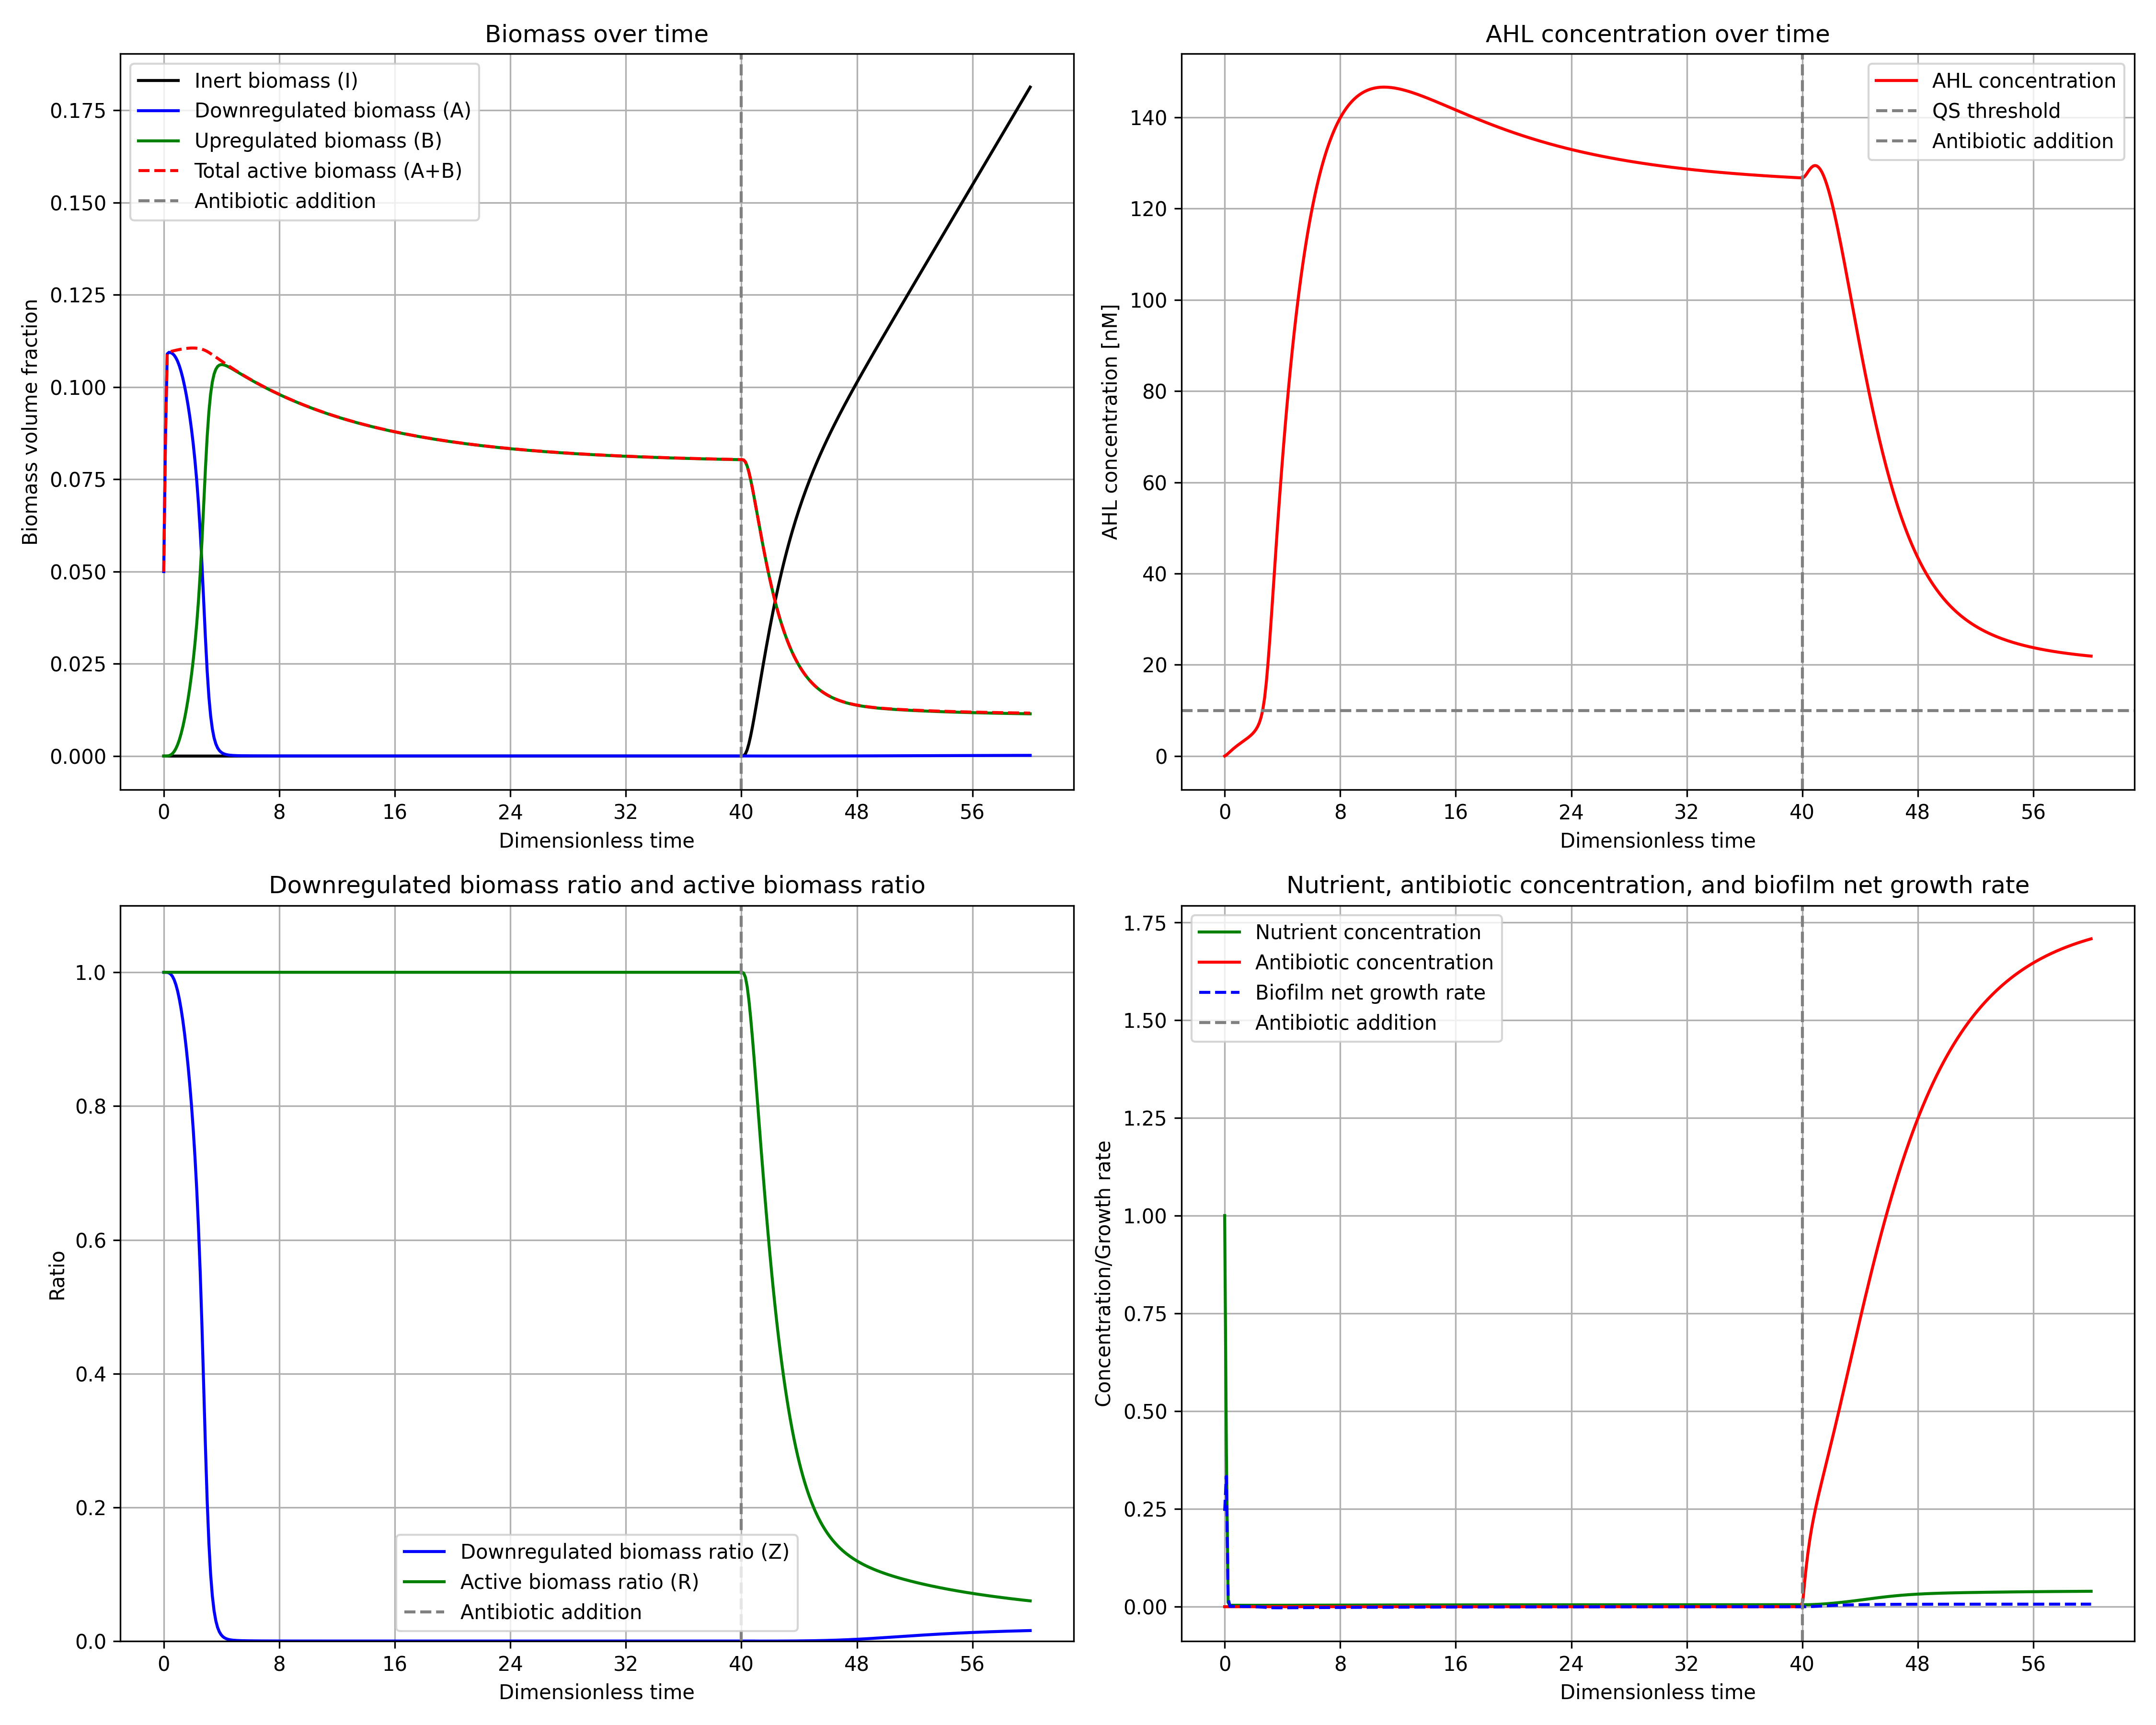 Biomass over time
Inert biomass (I)
Downregulated biomass (A)
Upregulated biomass (B)
Total active biomass (A+B)
Antibiotic addition
Biomass volume fraction
0.175
0.150
0.125
0.100
0.075
0.050
0.025
0.000
0 8 16 24 32 40 48 56
Dimensionless time
AHL concentration over time
AHL concentration
QS threshold
Antibiotic addition
AHL concentration [nM]
140
120
100
80
60
40
20
0
0 8 16 24 32 40 48 56
Dimensionless time
Downregulated biomass ratio and active biomass ratio
Ratio
1.0
0.8
0.6
0.4
0.2
0.0
Downregulated biomass ratio (Z)
Active biomass ratio (R)
Antibiotic addition
0 8 16 24 32 40 48 56
Dimensionless time
Nutrient, antibiotic concentration, and biofilm net growth rate
Nutrient concentration
Antibiotic concentration
Biofilm net growth rate
Antibiotic addition
Concentration/Growth rate
1.75
1.50
1.25
1.00
0.75
0.50
0.25
0.00
0 8 16 24 32 40 48 56
Dimensionless time